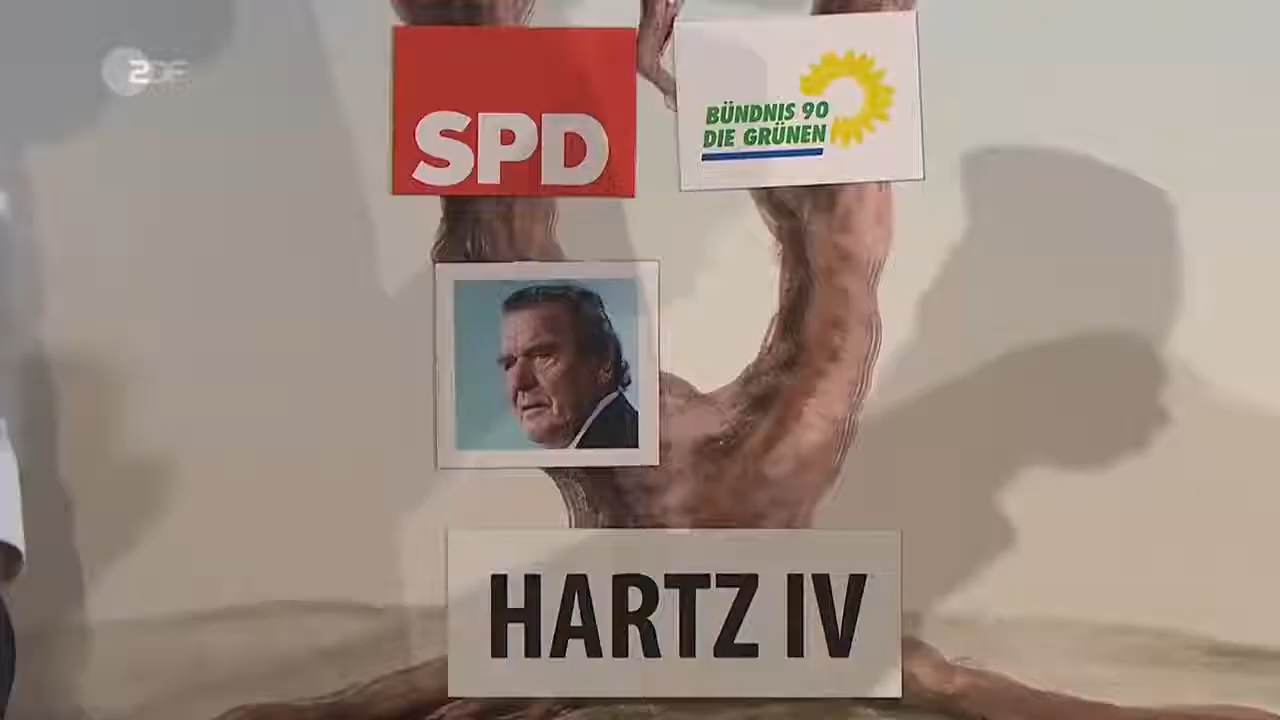 ZDF
SPD
BÜNDNIS 90
DIE GRÜNEN
HARTZ IV